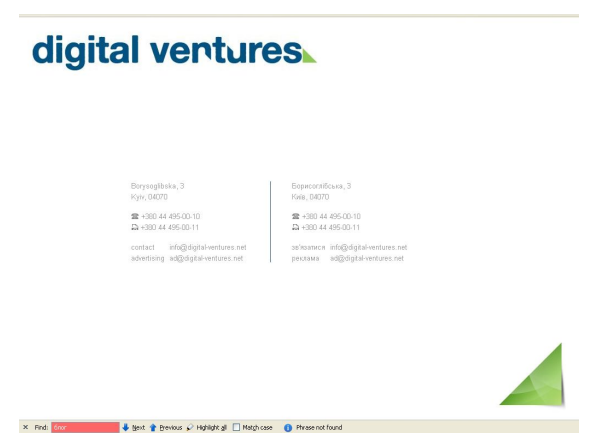 digital ventures
Borysoglibska, 3
Kyiv, 04070
+380 44 495-00-10
+380 44 495-00-11
contact info@digital-ventures.net
advertising ad@digital-ventures.net
Борисоглібська, 3
Київ, 04070
+380 44 495-00-10
+380 44 495-00-11
зв'язатися info@digital-ventures.net
реклама ad@digital-ventures.net
× Find: блог Next Previous Highlight all Match case Phrase not found